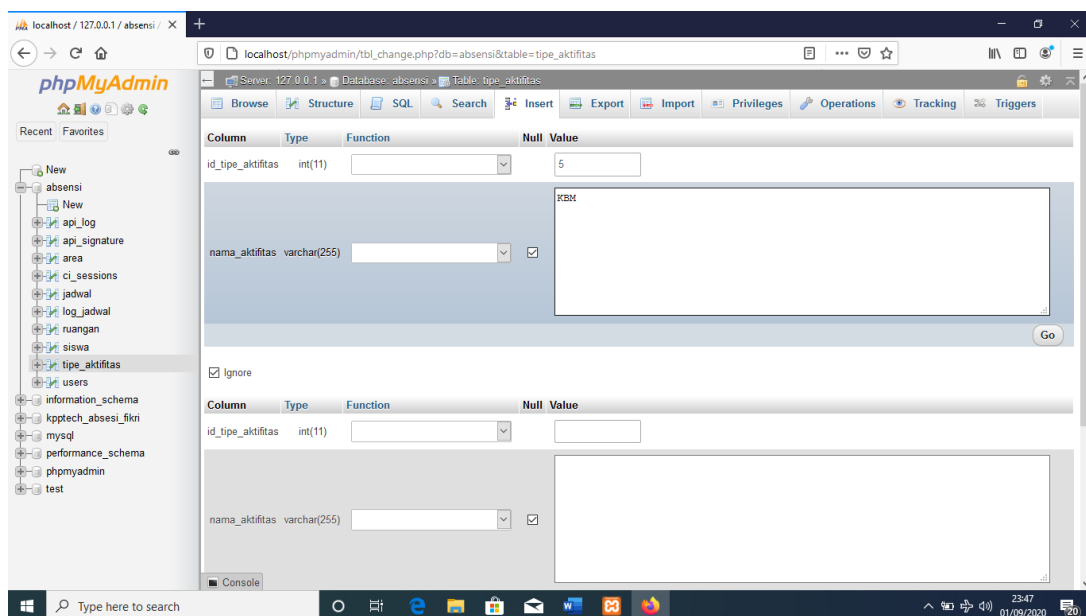 localhost / 127.0.0.1 / absensi /
localhost/phpmyadmin/tbl_change.php?db=absensi&table=tipe_aktifitas
phpMyAdmin
Recent Favorites
New
absensi
New
api_log
api_signature
area
ci_sessions
jadwal
log_jadwal
ruangan
siswa
tipe_aktifitas
users
information_schema
kpptech_absesi_fikri
mysql
performance_schema
phpmyadmin
test
Server: 127.0.0.1 » Database: absensi » Table: tipe_aktifitas
Browse Structure SQL Search Insert Export Import Privileges Operations Tracking Triggers
Column Type Function Null Value
id_tipe_aktifitas int(11) 5
nama_aktifitas varchar(255) KBM
Go
Ignore
Column Type Function Null Value
id_tipe_aktifitas int(11)
nama_aktifitas varchar(255)
Console
Type here to search
23:47
01/09/2020
20